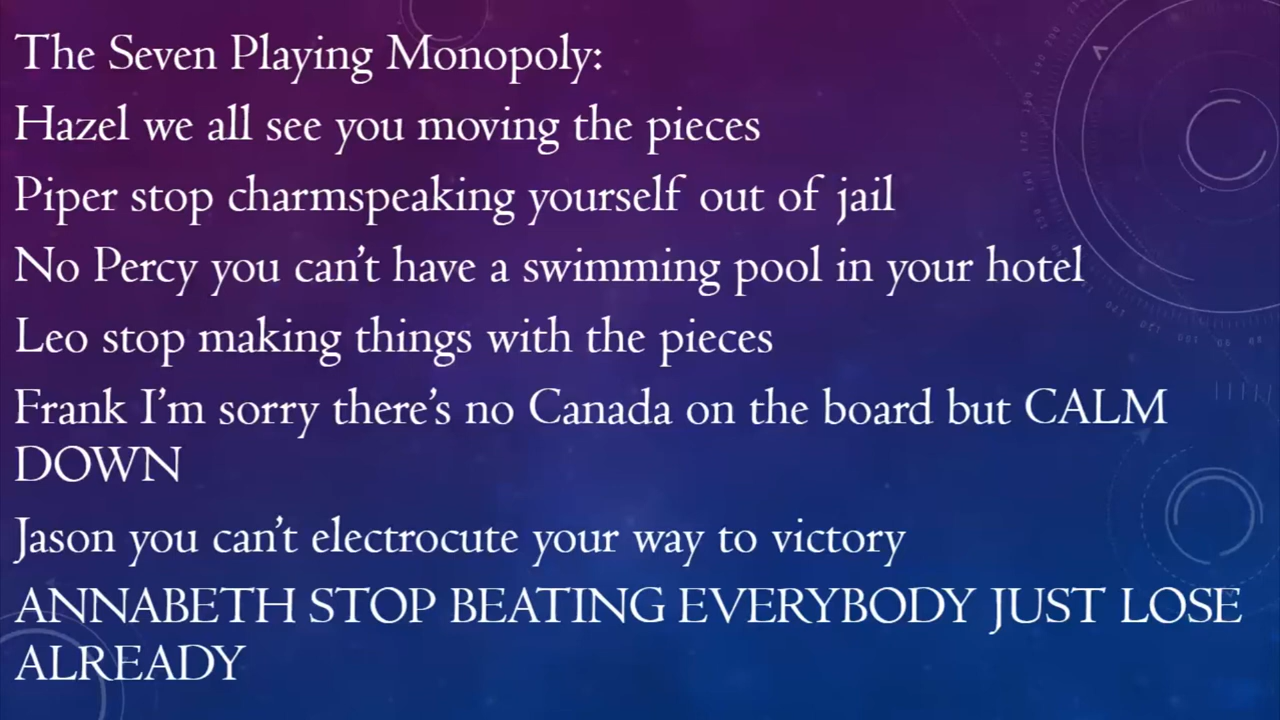 The Seven Playing Monopoly:
Hazel we all see you moving the pieces
Piper stop charmspeaking yourself out of jail
No Percy you can't have a swimming pool in your hotel
Leo stop making things with the pieces
Frank I'm sorry there's no Canada on the board but CALM
DOWN
Jason you can't electrocute your way to victory
ANNABETH STOP BEATING EVERYBODY JUST LOSE
ALREADY